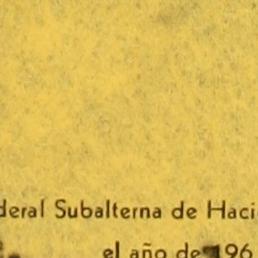 deral Subalterna de Haci
el año de 196